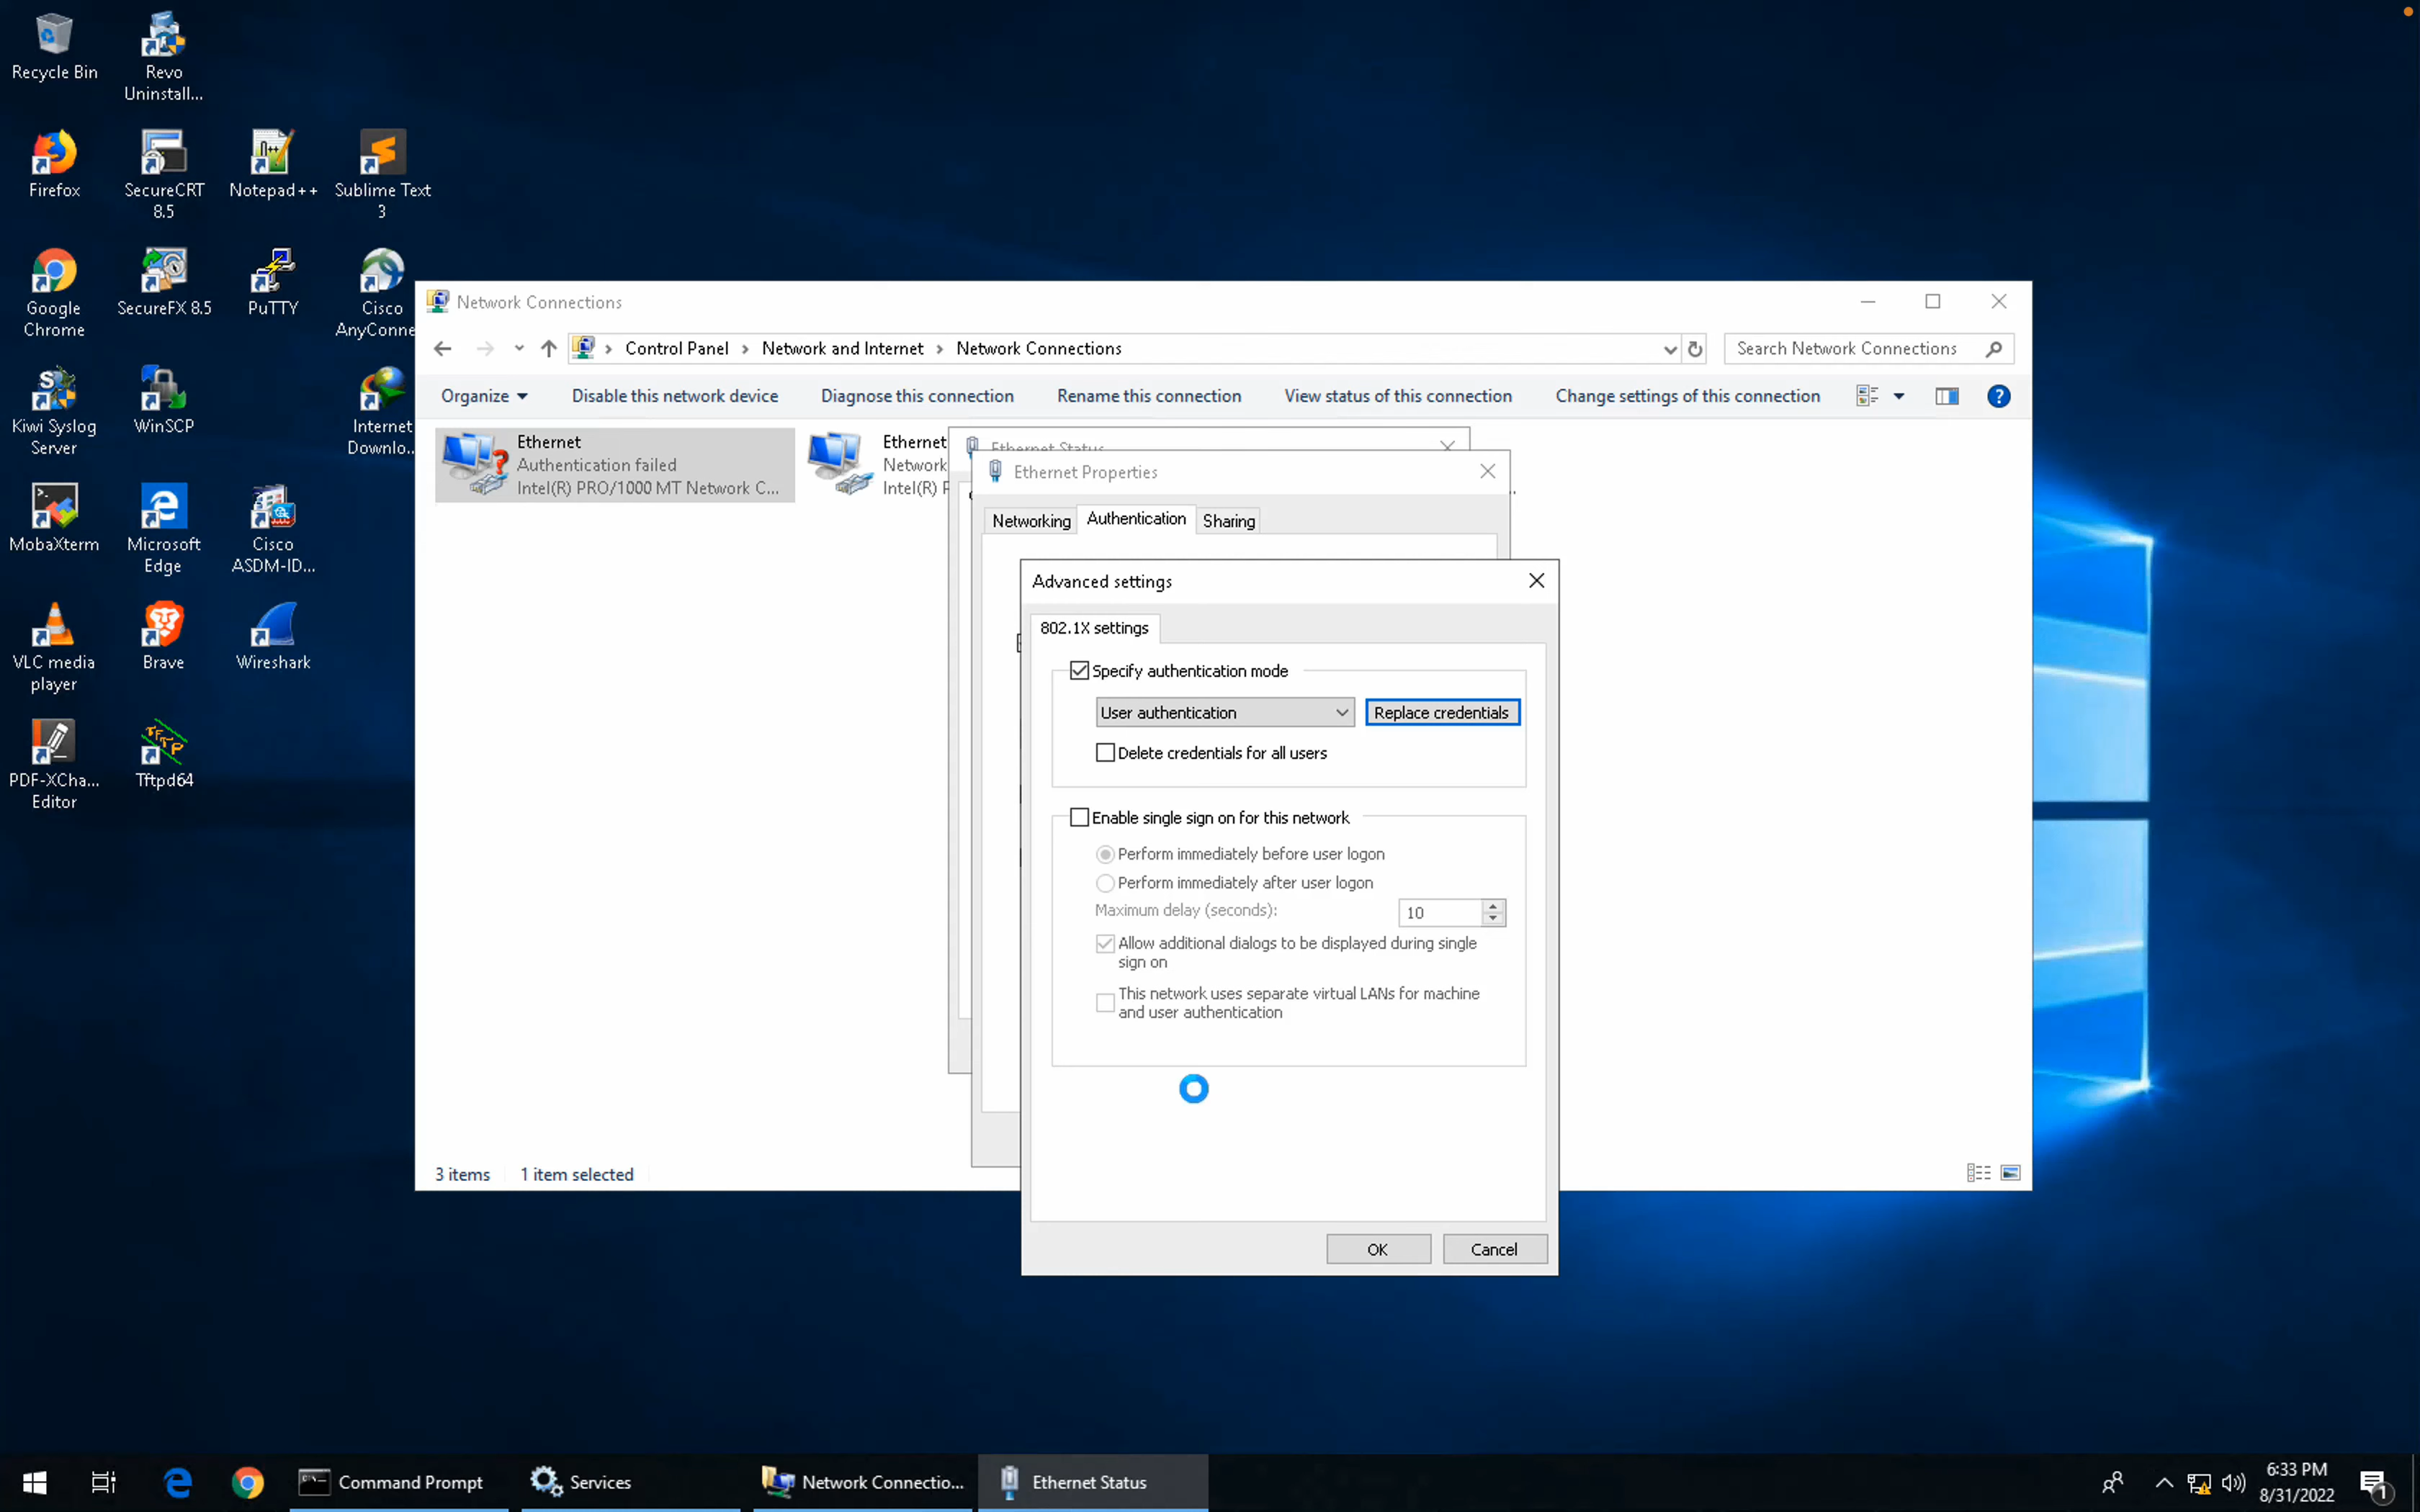 Recycle Bin
Revo
Uninstall...
Firefox
SecureCRT
8.5
Notepad++
Sublime Text
3
Google
Chrome
SecureFX 8.5
PuTTY
Cisco
AnyConne
Kiwi Syslog
Server
WinSCP
Internet
Downlo...
MobaXterm
Microsoft
Edge
Cisco
ASDM-ID...
VLC media
player
Brave
Wireshark
PDF-XCha...
Editor
Tftpd64
Network Connections
Control Panel > Network and Internet > Network Connections
Search Network Connections
Organize
Disable this network device
Diagnose this connection
Rename this connection
View status of this connection
Change settings of this connection
Ethernet
Authentication failed
Intel(R) PRO/1000 MT Network C...
Ethernet
Network
Intel(R)
Ethernet Status
Ethernet Properties
Networking
Authentication
Sharing
Advanced settings
802.1X settings
Specify authentication mode
User authentication
Replace credentials
Delete credentials for all users
Enable single sign on for this network
Perform immediately before user logon
Perform immediately after user logon
Maximum delay (seconds):
10
Allow additional dialogs to be displayed during single
sign on
This network uses separate virtual LANs for machine
and user authentication
OK
Cancel
3 items
1 item selected
Command Prompt
Services
Network Connectio...
Ethernet Status
6:33 PM
8/31/2022
1